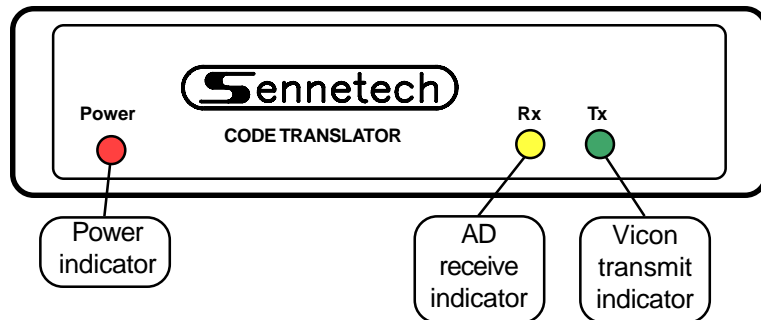 Sennetech
Power
CODE TRANSLATOR
Rx
Tx
Power
indicator
AD
receive
indicator
Vicon
transmit
indicator